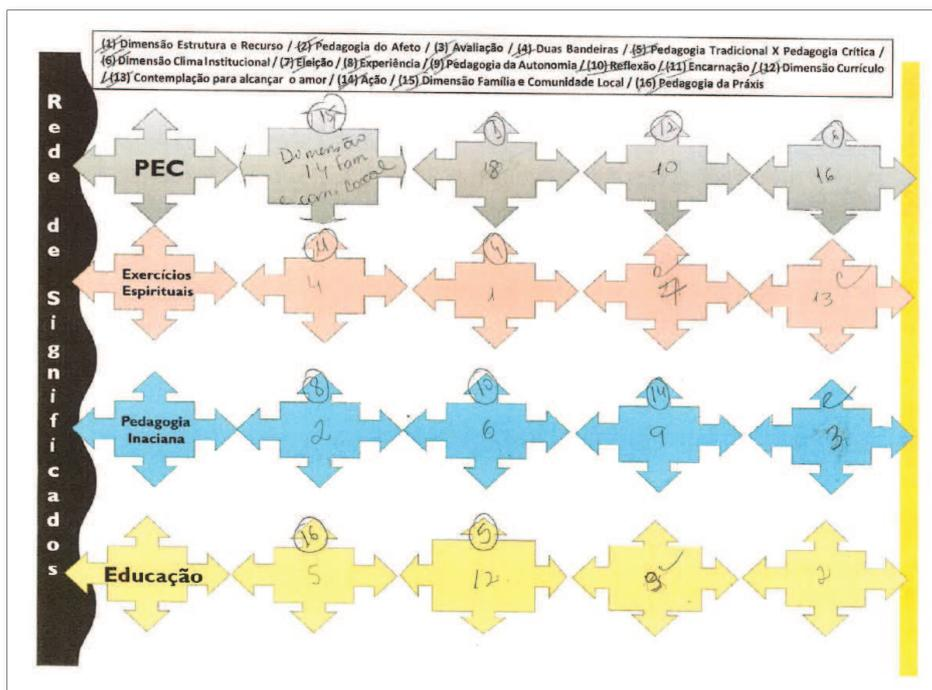 (1) Dimensão Estrutura e Recurso / (2) Pedagogia do Afeto / (3) Avaliação / (4) Duas Bandeiras / (5) Pedagogia Tradicional X Pedagogia Crítica /
(6) Dimensão Clima Institucional / (7) Eleição / (8) Experiência / (9) Pedagogia da Autonomia / (10) Reflexão / (11) Encarnação / (12) Dimensão Currículo
/ (13) Contemplação para alcançar o amor / (14) Ação / (15) Dimensão Família e Comunidade Local / (16) Pedagogia da Práxis
Rede de Significados
15
12
PEC
Dimensão
14 Fam
e com. Local
18
10
16
11
4
Exercícios
Espirituais
4
1
7
13
8
10
14
Pedagogia
Inaciana
2
6
9
3
16
5
Educação
5
12
9
2